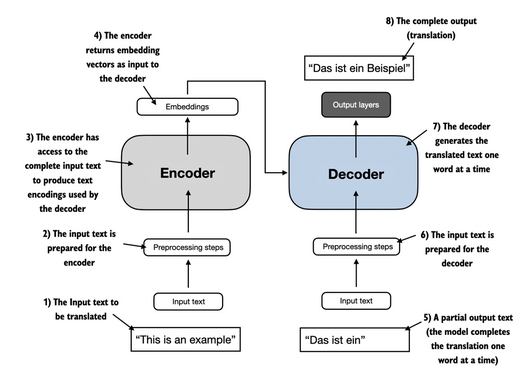 4) The encoder
returns embedding
vectors as input to
the decoder
8) The complete output
(translation)
“Das ist ein Beispiel”
Embeddings
Output layers
3) The encoder has
access to the
complete input text
to produce text
encodings used by
the decoder
Encoder
Decoder
7) The decoder
generates the
translated text one
word at a time
2) The input text is
prepared for the
encoder
Preprocessing steps
Preprocessing steps
6) The input text is
prepared for the
decoder
1) The Input text to
be translated
Input text
Input text
“This is an example”
“Das ist ein”
5) A partial output text
(the model completes
the translation one
word at a time)